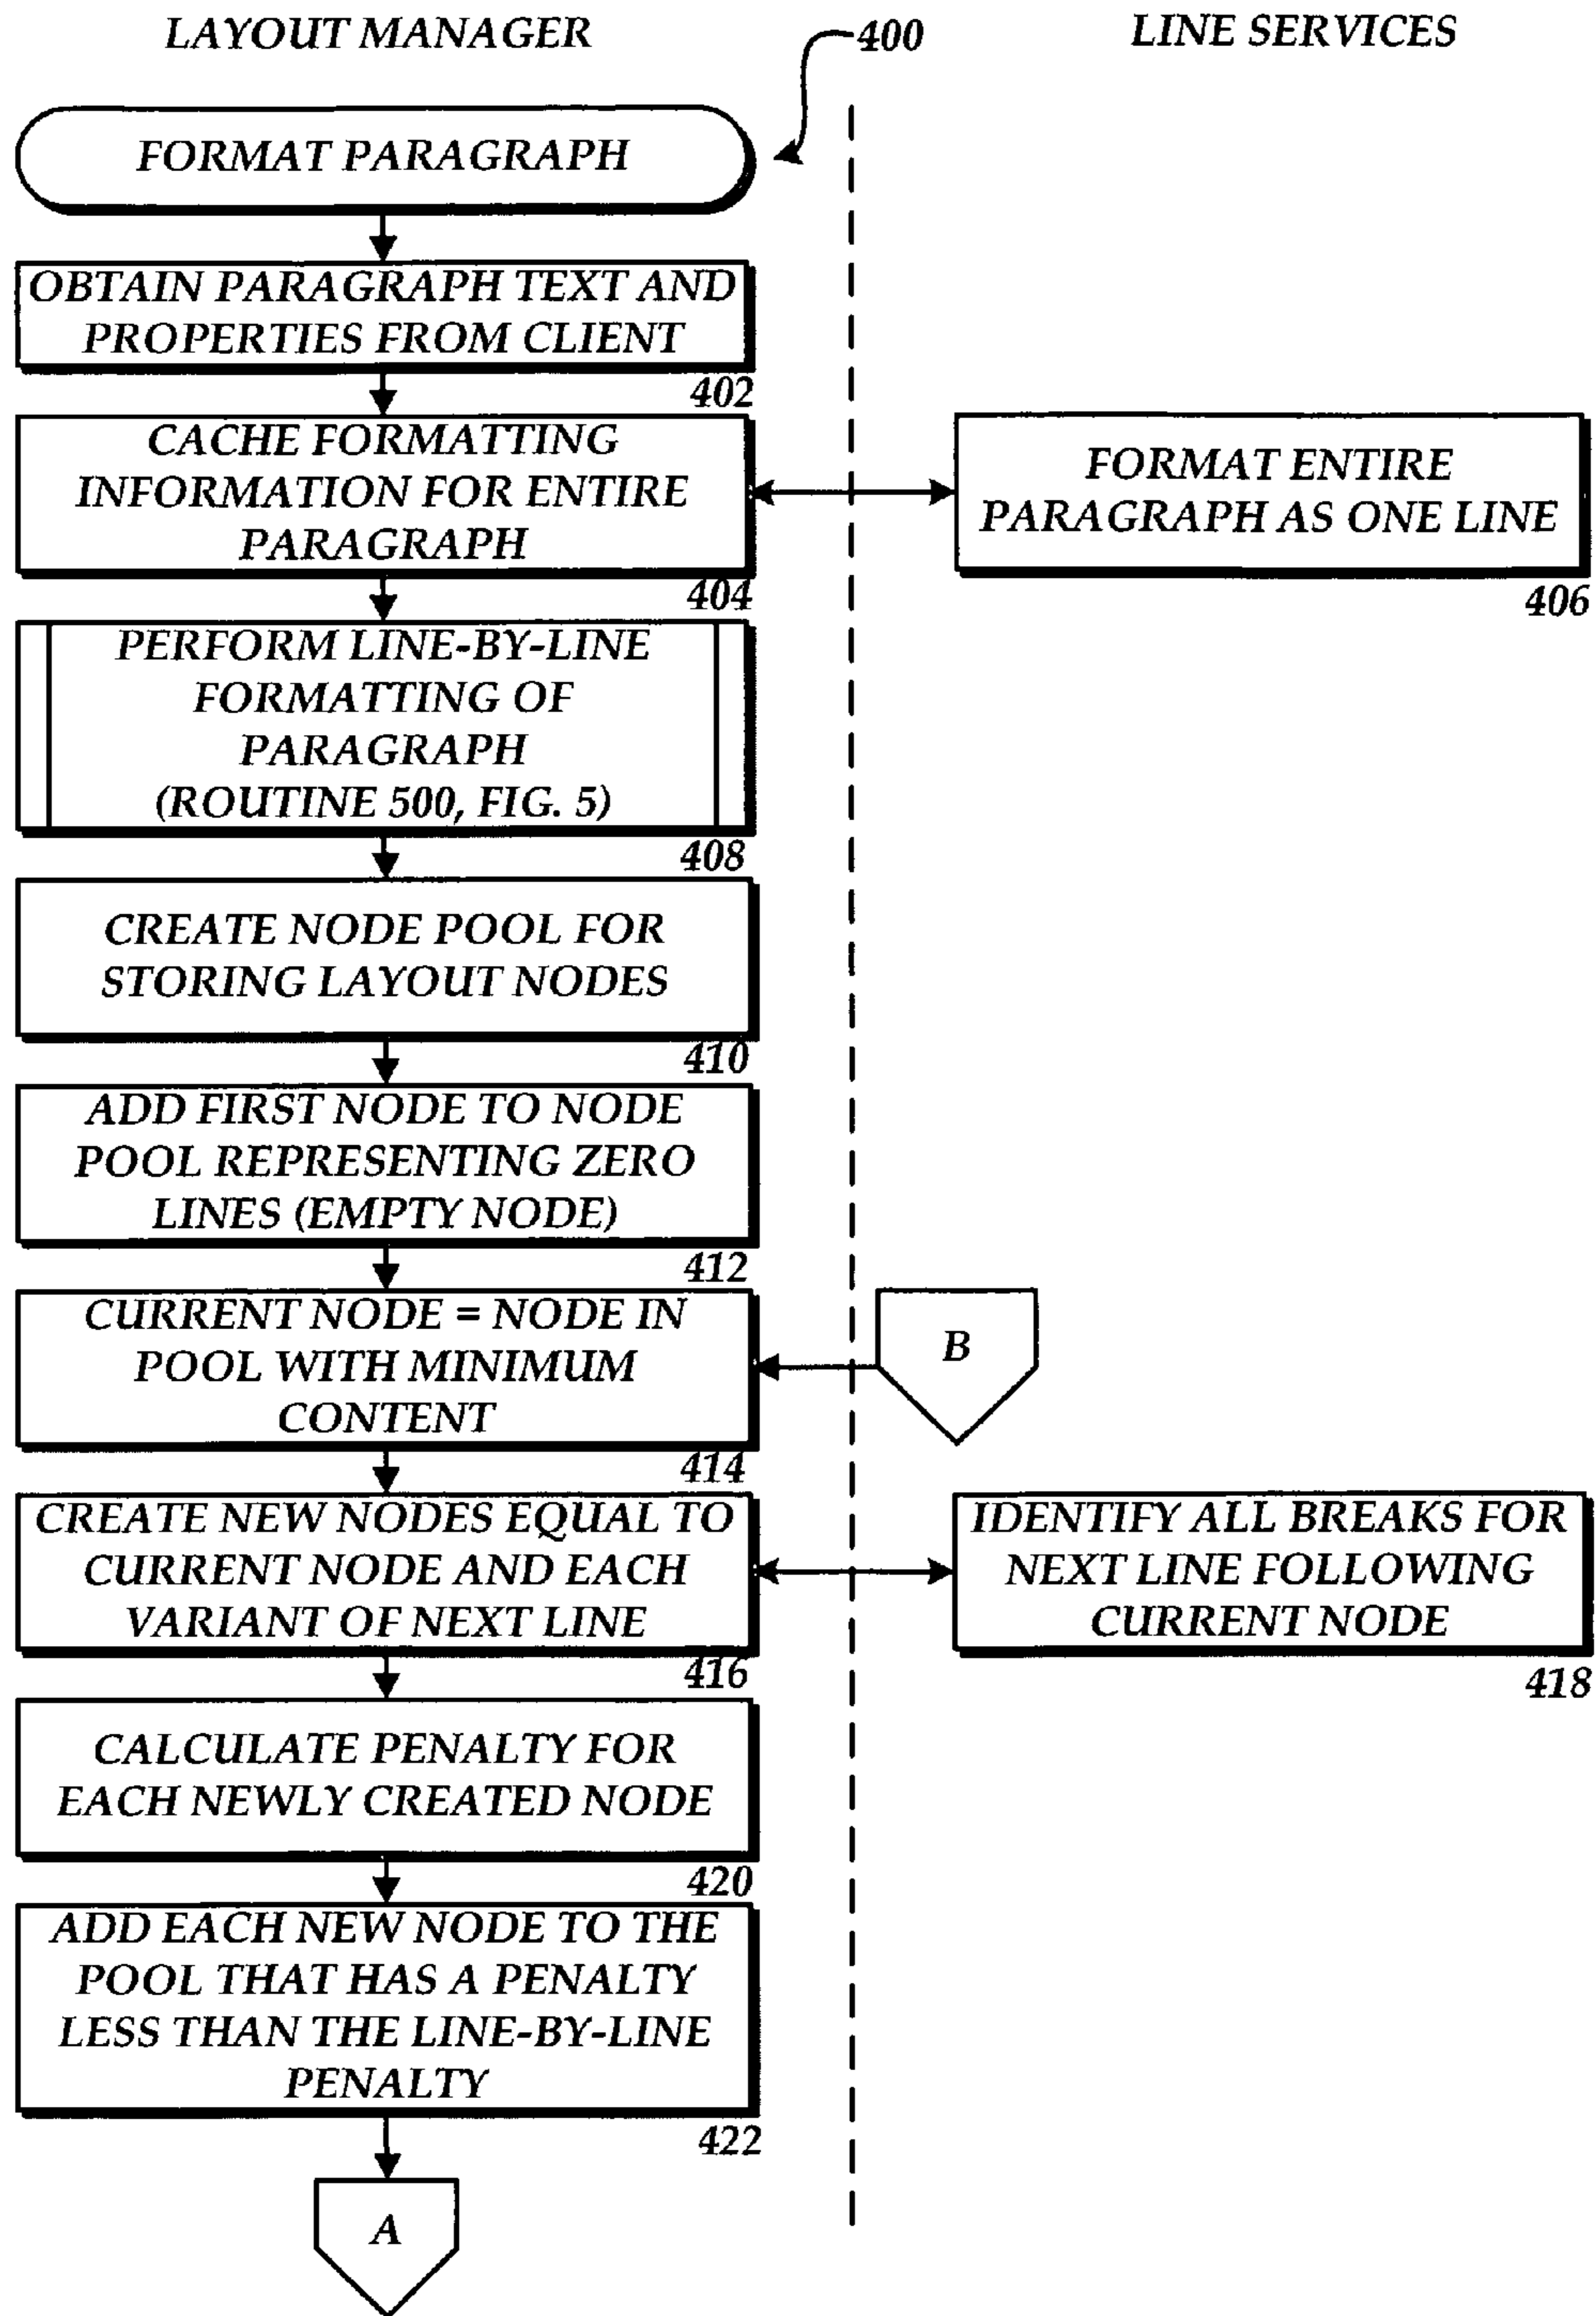 LAYOUT MANAGER
400
LINE SERVICES
FORMAT PARAGRAPH
OBTAIN PARAGRAPH TEXT AND
PROPERTIES FROM CLIENT
402
CACHE FORMATTING
INFORMATION FOR ENTIRE
PARAGRAPH
404
FORMAT ENTIRE
PARAGRAPH AS ONE LINE
406
PERFORM LINE-BY-LINE
FORMATTING OF
PARAGRAPH
(ROUTINE 500, FIG. 5)
408
CREATE NODE POOL FOR
STORING LAYOUT NODES
410
ADD FIRST NODE TO NODE
POOL REPRESENTING ZERO
LINES (EMPTY NODE)
412
CURRENT NODE = NODE IN
POOL WITH MINIMUM
CONTENT
414
B
CREATE NEW NODES EQUAL TO
CURRENT NODE AND EACH
VARIANT OF NEXT LINE
416
IDENTIFY ALL BREAKS FOR
NEXT LINE FOLLOWING
CURRENT NODE
418
CALCULATE PENALTY FOR
EACH NEWLY CREATED NODE
420
ADD EACH NEW NODE TO THE
POOL THAT HAS A PENALTY
LESS THAN THE LINE-BY-LINE
PENALTY
422
A